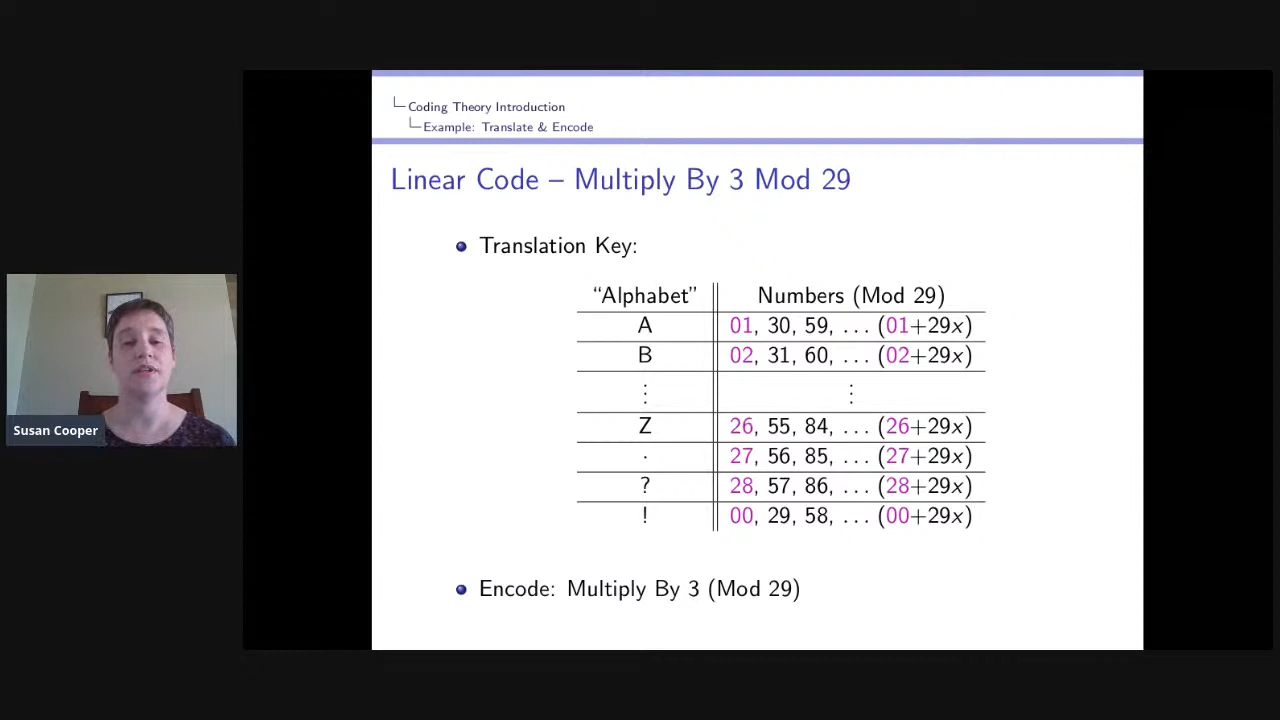 Coding Theory Introduction
Example: Translate & Encode
Linear Code – Multiply By 3 Mod 29
Translation Key:
“Alphabet” Numbers (Mod 29)
A 01, 30, 59, ... (01+29x)
B 02, 31, 60, ... (02+29x)
⋮ ⋮
Z 26, 55, 84, ... (26+29x)
. 27, 56, 85, ... (27+29x)
? 28, 57, 86, ... (28+29x)
! 00, 29, 58, ... (00+29x)
Encode: Multiply By 3 (Mod 29)
Susan Cooper